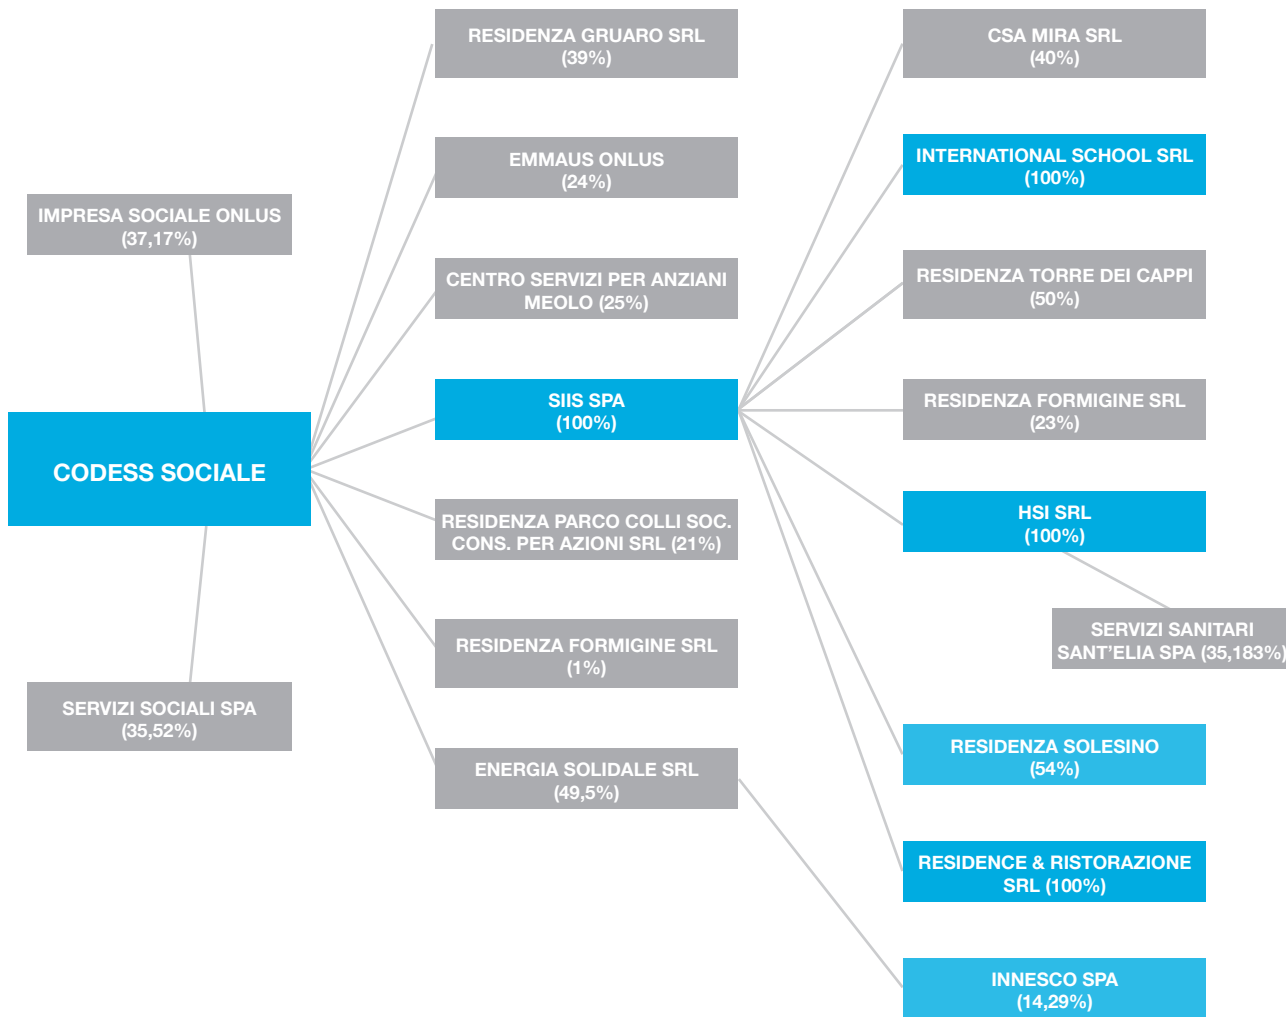 IMPRESA SOCIALE ONLUS
(37,17%)
CODESS SOCIALE
SERVIZI SOCIALI SPA
(35,52%)
RESIDENZA GRUARO SRL
(39%)
EMMAUS ONLUS
(24%)
CENTRO SERVIZI PER ANZIANI
MEOLO (25%)
SIIS SPA
(100%)
RESIDENZA PARCO COLLI SOC.
CONS. PER AZIONI SRL (21%)
RESIDENZA FORMIGINE SRL
(1%)
ENERGIA SOLIDALE SRL
(49,5%)
CSA MIRA SRL
(40%)
INTERNATIONAL SCHOOL SRL
(100%)
RESIDENZA TORRE DEI CAPPI
(50%)
RESIDENZA FORMIGINE SRL
(23%)
HSI SRL
(100%)
SERVIZI SANITARI
SANT'ELIA SPA (35,183%)
RESIDENZA SOLESINO
(54%)
RESIDENCE & RISTORAZIONE
SRL (100%)
INNESCO SPA
(14,29%)